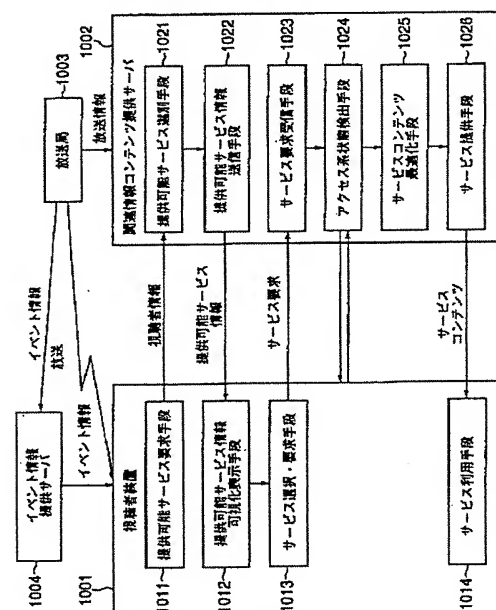 1003
放送局
放送情報
1002
関連情報コンテンツ提供サーバ
提供可能サービス選別手段
1021
提供可能サービス情報
送信手段
1022
サービス要求受信手段
1023
アクセス系状態検出手段
1024
サービスコンテンツ
最適化手段
1025
サービス提供手段
1026
イベント情報
放送
イベント情報
視聴者情報
提供可能サービス
情報
サービス要求
サービス
コンテンツ
イベント情報
提供サーバ
1004
1001
視聴者装置
提供可能サービス要求手段
1011
提供可能サービス情報
可視化表示手段
1012
サービス選択・要求手段
1013
サービス利用手段
1014